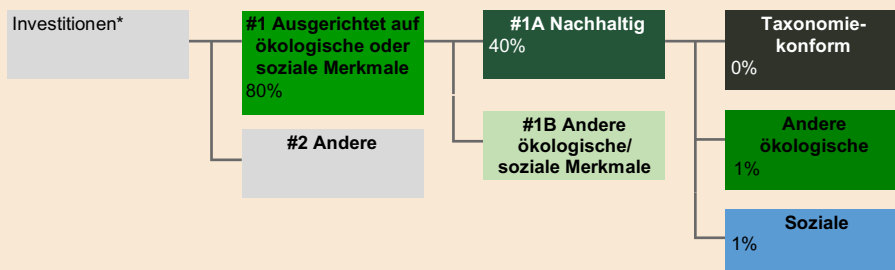 Investitionen*
#1 Ausgerichtet auf
ökologische oder
soziale Merkmale
80%
#2 Andere
#1A Nachhaltig
40%
#1B Andere
ökologische/
soziale Merkmale
Taxonomie-
konform
0%
Andere
ökologische
1%
Soziale
1%